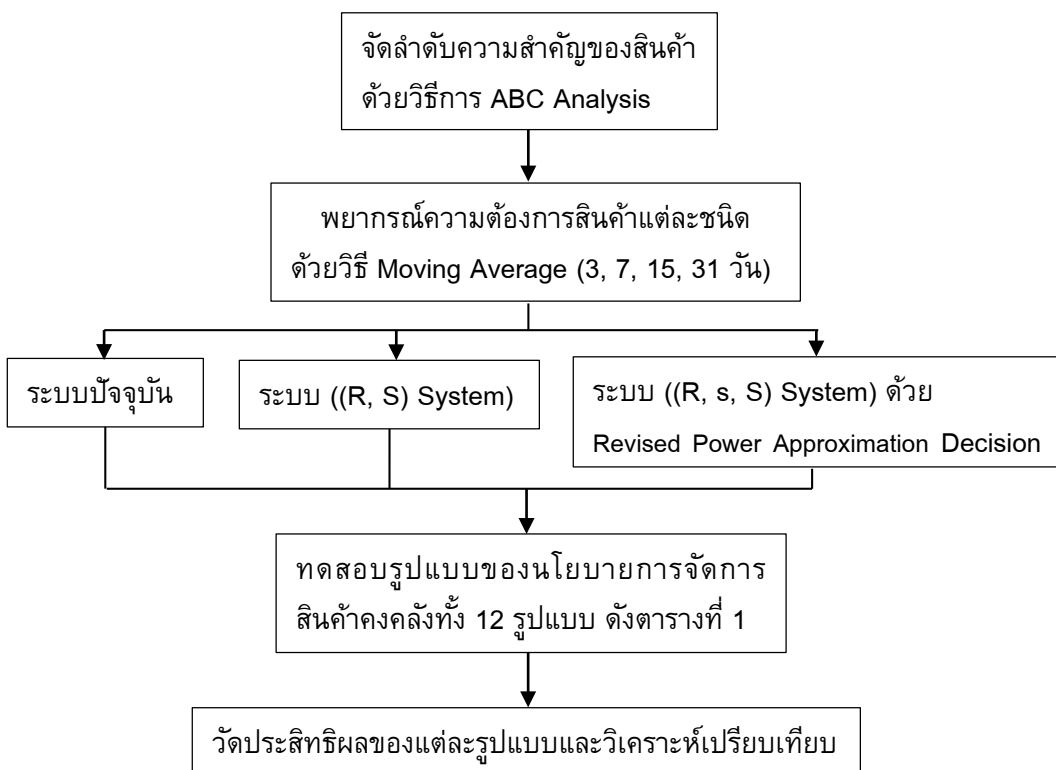 จัดลำดับความสำคัญของสินค้า
ด้วยวิธีการ ABC Analysis
พยากรณ์ความต้องการสินค้าแต่ละชนิด
ด้วยวิธี Moving Average (3, 7, 15, 31 วัน)
ระบบปัจจุบัน
ระบบ ((R, S) System)
ระบบ ((R, s, S) System) ด้วย
Revised Power Approximation Decision
ทดสอบรูปแบบของนโยบายการจัดการ
สินค้าคงคลังทั้ง 12 รูปแบบ ดังตารางที่ 1
วัดประสิทธิผลของแต่ละรูปแบบและวิเคราะห์เปรียบเทียบ